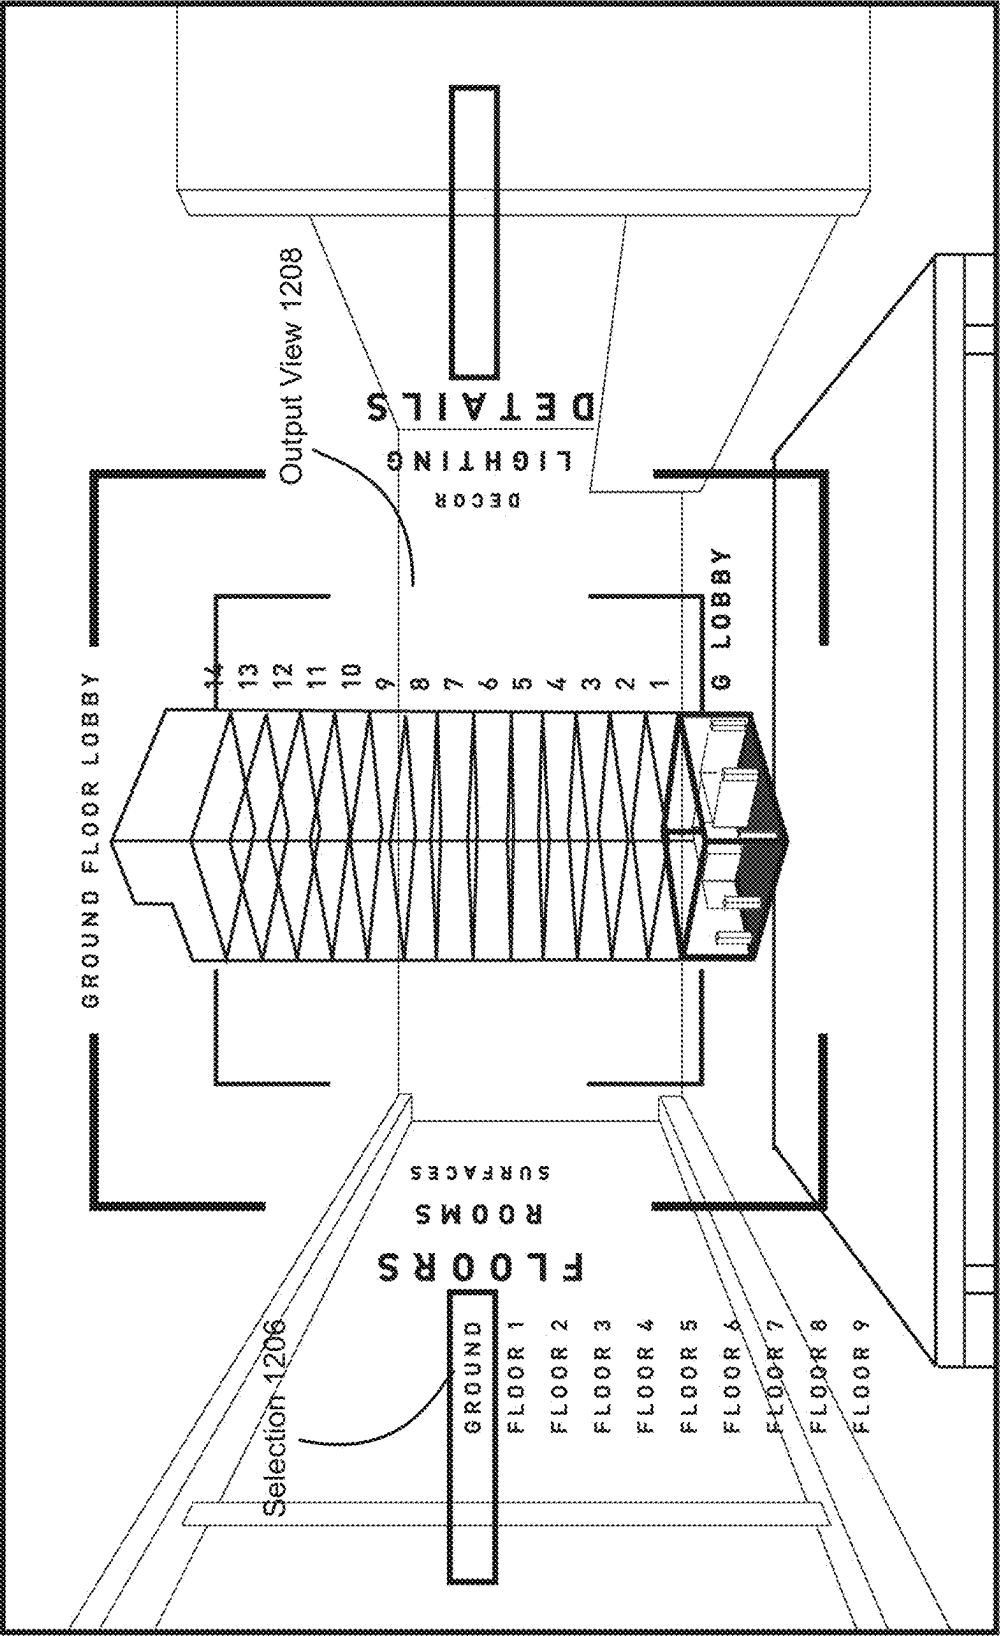 GROUND FLOOR LOBBY
Output View 1208
Selection 1206
14
13
12
11
10
9
8
7
6
5
4
3
2
1
G LOBBY
FLOORS
ROOMS
SURFACES
DECOR
LIGHTING
DETAILS
GROUND
FLOOR 1
FLOOR 2
FLOOR 3
FLOOR 4
FLOOR 5
FLOOR 6
FLOOR 7
FLOOR 8
FLOOR 9